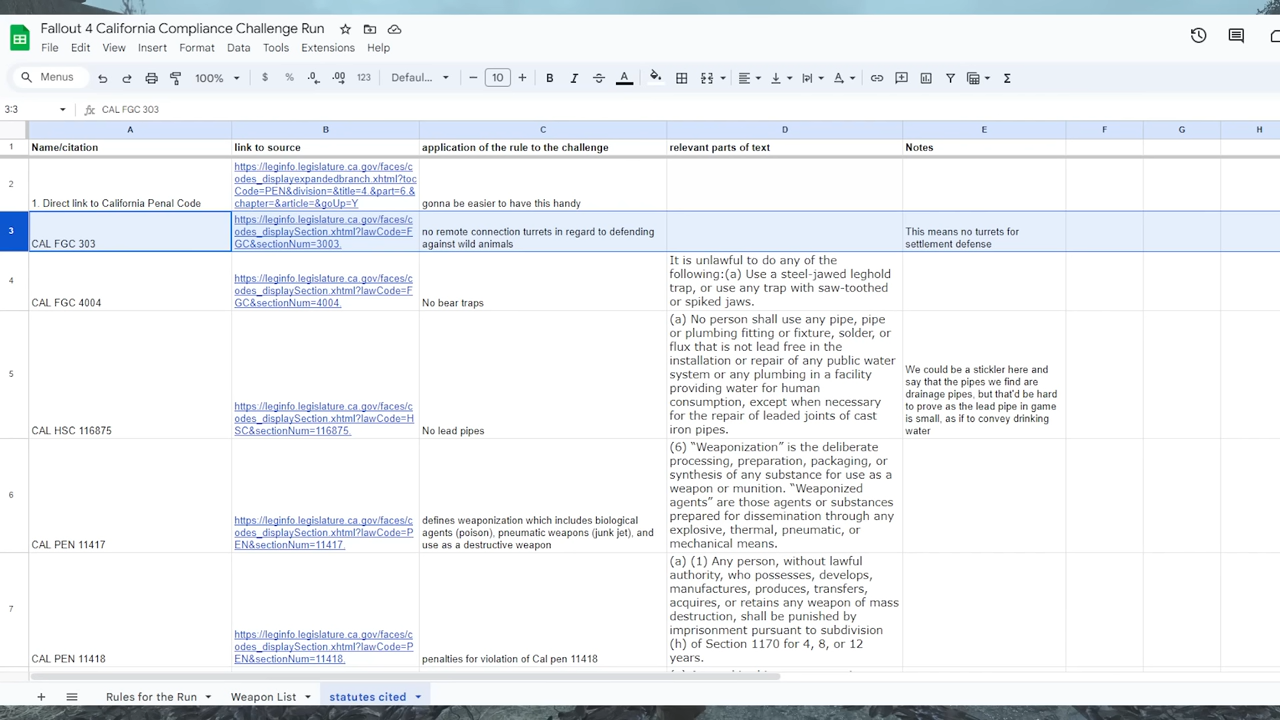 Fallout 4 California Compliance Challenge Run
File Edit View Insert Format Data Tools Extensions Help
Menus 100% $ % .0 .00 123 Defaul... 10 B I A Σ
3:3 fx CAL FGC 303
A B C D E F G H
1 Name/citation link to source application of the rule to the challenge relevant parts of text Notes
2
1. Direct link to California Penal Code
https://leginfo.legislature.ca.gov/faces/c
odes_displayexpandedbranch.xhtml?toc
Code=PEN&division=&title=4.&part=6.&
chapter=&article=&goUp=Y
gonna be easier to have this handy
3
CAL FGC 303
https://leginfo.legislature.ca.gov/faces/c
odes_displaySection.xhtml?lawCode=F
GC&sectionNum=3003.
no remote connection turrets in regard to defending
against wild animals
This means no turrets for
settlement defense
4
CAL FGC 4004
https://leginfo.legislature.ca.gov/faces/c
odes_displaySection.xhtml?lawCode=F
GC&sectionNum=4004.
No bear traps
It is unlawful to do any of the
following:(a) Use a steel-jawed leghold
trap, or use any trap with saw-toothed
or spiked jaws.
5
CAL HSC 116875
https://leginfo.legislature.ca.gov/faces/c
odes_displaySection.xhtml?lawCode=H
SC&sectionNum=116875.
No lead pipes
(a) No person shall use any pipe, pipe
or plumbing fitting or fixture, solder, or
flux that is not lead free in the
installation or repair of any public water
system or any plumbing in a facility
providing water for human
consumption, except when necessary
for the repair of leaded joints of cast
iron pipes.
We could be a stickler here and
say that the pipes we find are
drainage pipes, but that'd be hard
to prove as the lead pipe in game
is small, as if to convey drinking
water
6
CAL PEN 11417
https://leginfo.legislature.ca.gov/faces/c
odes_displaySection.xhtml?lawCode=P
EN&sectionNum=11417.
defines weaponization which includes biological
agents (poison), pneumatic weapons (junk jet), and
use as a destructive weapon
(6) “Weaponization” is the deliberate
processing, preparation, packaging, or
synthesis of any substance for use as a
weapon or munition. “Weaponized
agents” are those agents or substances
prepared for dissemination through any
explosive, thermal, pneumatic, or
mechanical means.
7
CAL PEN 11418
https://leginfo.legislature.ca.gov/faces/c
odes_displaySection.xhtml?lawCode=P
EN&sectionNum=11418.
penalties for violation of Cal pen 11418
(a) (1) Any person, without lawful
authority, who possesses, develops,
manufactures, produces, transfers,
acquires, or retains any weapon of mass
destruction, shall be punished by
imprisonment pursuant to subdivision
(h) of Section 1170 for 4, 8, or 12
years.
Rules for the Run Weapon List statutes cited